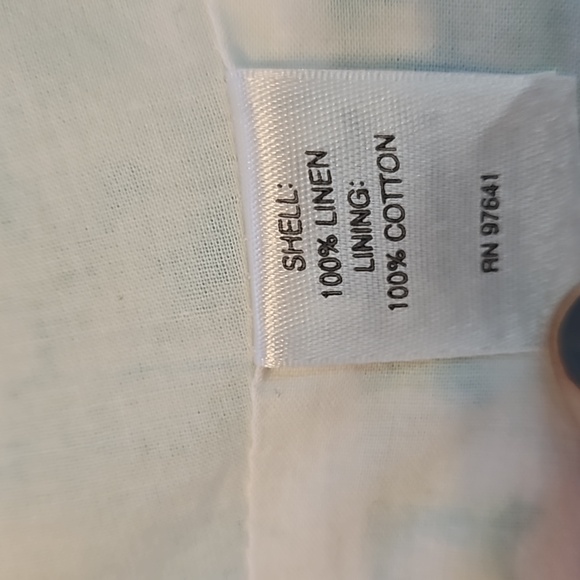 SHELL:
100% LINEN
LINING:
100% COTTON
RN 97641